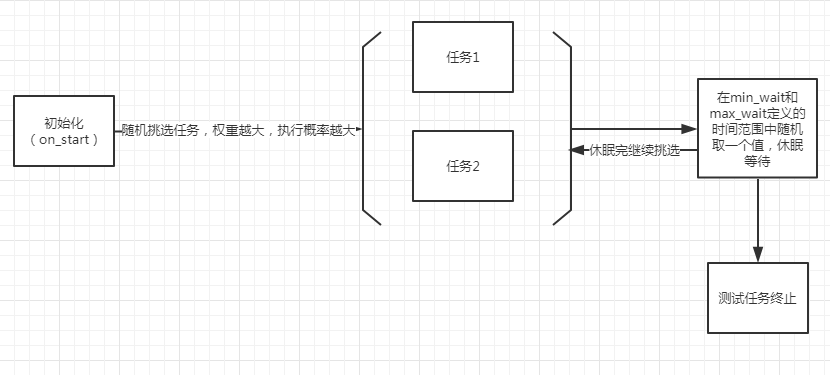 初始化
（on_start）
随机挑选任务，权重越大，执行概率越大
任务1
任务2
在min_wait和
max_wait定义的
时间范围中随机
取一个值，休眠
等待
休眠完继续挑选
测试任务终止